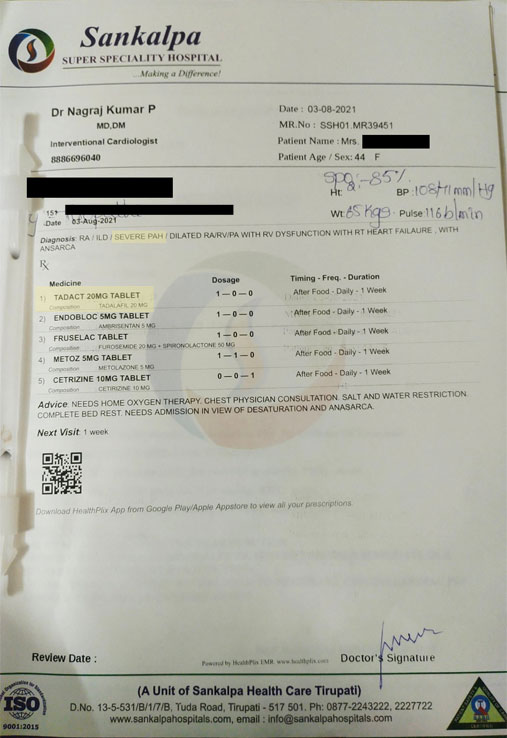 Sankalpa
SUPER SPECIALITY HOSPITAL
...Making a Difference!
Dr Nagraj Kumar P
MD,DM
Interventional Cardiologist
8886696040
Date : 03-08-2021
MR.No : SSH01.MR39451
Patient Name : Mrs.
Patient Age / Sex: 44 F
SPO2:-85%
Ht: BP :108/71mm/Hg
Wt:65 Kgs Pulse 116b/min
1St
Date 03-Aug-2021
Diagnosis: RA / ILD / SEVERE PAH / DILATED RA/RV/PA WITH RV DYSFUNCTION WITH RT HEART FAILAURE , WITH
ANSARCA
Rx
Medicine Dosage Timing - Freq. - Duration
1) TADACT 20MG TABLET 1 — 0 — 0 After Food - Daily - 1 Week
Composition TADALAFIL 20 MG
2) ENDOBLOC 5MG TABLET 1 — 0 — 0 After Food - Daily - 1 Week
Composition AMBRISENTAN 5 MG
3) FRUSELAC TABLET 1 — 0 — 0 After Food - Daily - 1 Week
Composition FUROSEMIDE 20 MG + SPIRONOLACTONE 50 MG
4) METOZ 5MG TABLET 1 — 1 — 0 After Food - Daily - 1 Week
Composition METOLAZONE 5 MG
5) CETRIZINE 10MG TABLET 0 — 0 — 1 After Food - Daily - 1 Week
Composition CETIRIZINE 10 MG
Advice: NEEDS HOME OXYGEN THERAPY. CHEST PHYSICIAN CONSULTATION. SALT AND WATER RESTRICTION.
COMPLETE BED REST. NEEDS ADMISSION IN VIEW OF DESATURATION AND ANASARCA.
Next Visit: 1 week
Download HealthPlix App from Google Play/Apple Appstore to view all your prescriptions.
Review Date :
Powered by HealthPlix EMR. www.healthplix.com
Doctor's Signature
(A Unit of Sankalpa Health Care Tirupati)
D.No. 13-5-531/B/1/7/B, Tuda Road, Tirupati - 517 501. Ph: 0877-2243222, 2227722
www.sankalpahospitals.com, email : info@sankalpahospitals.com
ISO
9001:2015